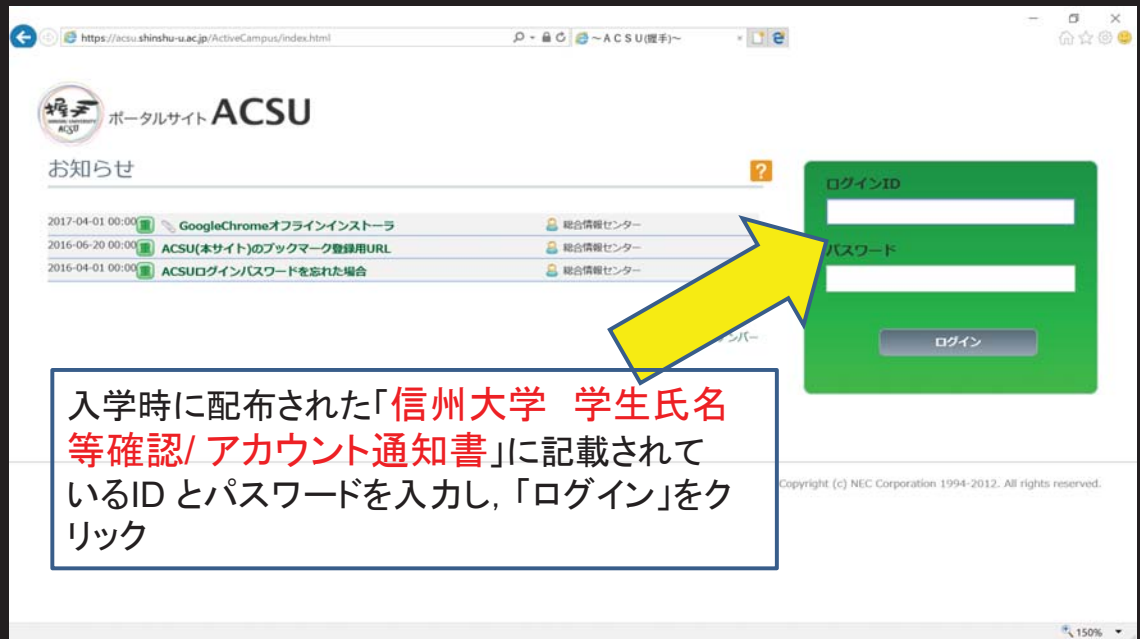 https://acsu.shinshu-u.ac.jp/ActiveCampus/index.html
~ＡＣＳＵ(握手)~
握手
ACSU
ポータルサイト ACSU
お知らせ
?
2017-04-01 00:00 重 GoogleChromeオフラインインストーラ 総合情報センター
2016-06-20 00:00 重 ACSU(本サイト)のブックマーク登録用URL 総合情報センター
2016-04-01 00:00 重 ACSUログインパスワードを忘れた場合 総合情報センター
ンバー
ログインID
パスワード
ログイン
入学時に配布された「信州大学　学生氏名
等確認/ アカウント通知書」に記載されて
いるID とパスワードを入力し，「ログイン」をク
リック
Copyright (c) NEC Corporation 1994-2012. All rights reserved.
150%